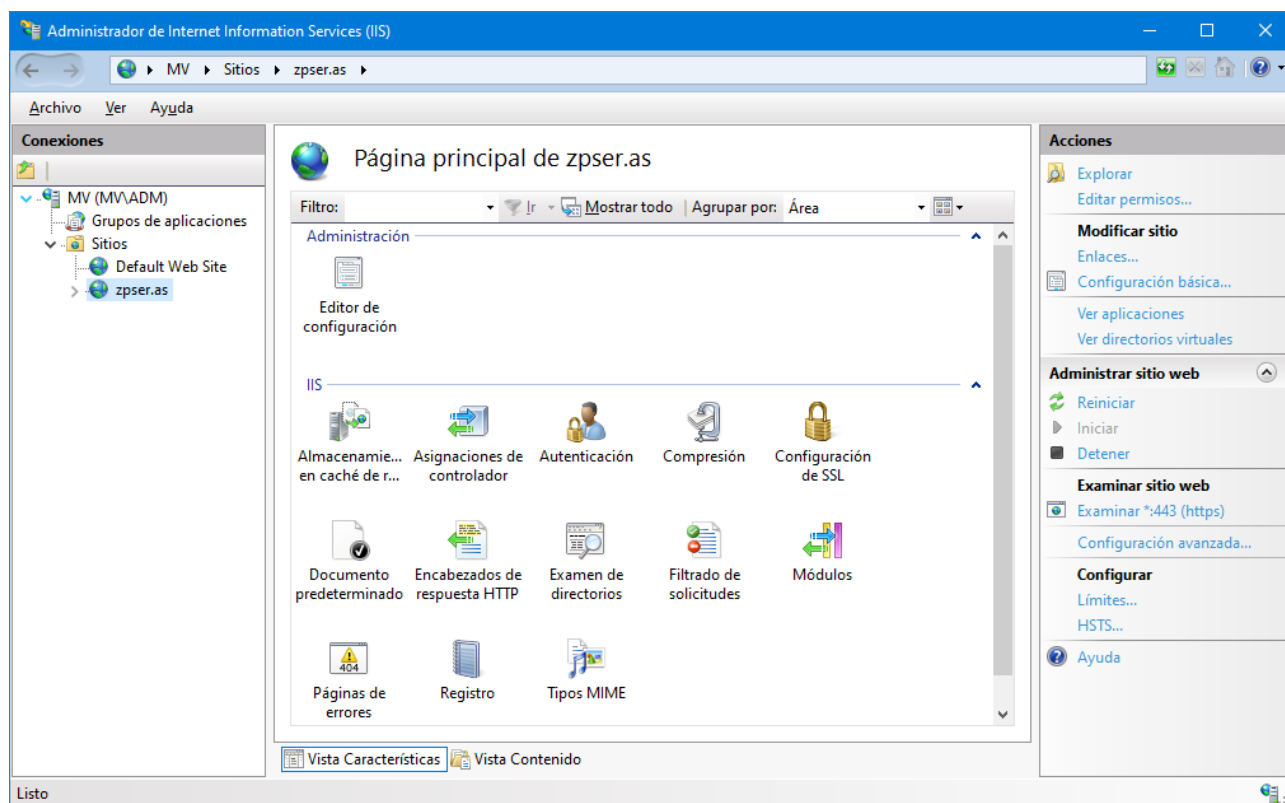 Administrador de Internet Information Services (IIS)
MV Sitios zpser.as
Archivo Ver Ayuda
Conexiones
MV (MV\ADM)
Grupos de aplicaciones
Sitios
Default Web Site
zpser.as
Página principal de zpser.as
Filtro: Ir Mostrar todo Agrupar por: Área
Administración
Editor de
configuración
IIS
Almacenamie... Asignaciones de Autenticación Compresión Configuración
en caché de r... controlador de SSL
Documento Encabezados de Examen de Filtrado de Módulos
predeterminado respuesta HTTP directorios solicitudes
404
Páginas de Registro Tipos MIME
errores
Vista Características Vista Contenido
Acciones
Explorar
Editar permisos...
Modificar sitio
Enlaces...
Configuración básica...
Ver aplicaciones
Ver directorios virtuales
Administrar sitio web
Reiniciar
Iniciar
Detener
Examinar sitio web
Examinar *:443 (https)
Configuración avanzada...
Configurar
Límites...
HSTS...
Ayuda
Listo